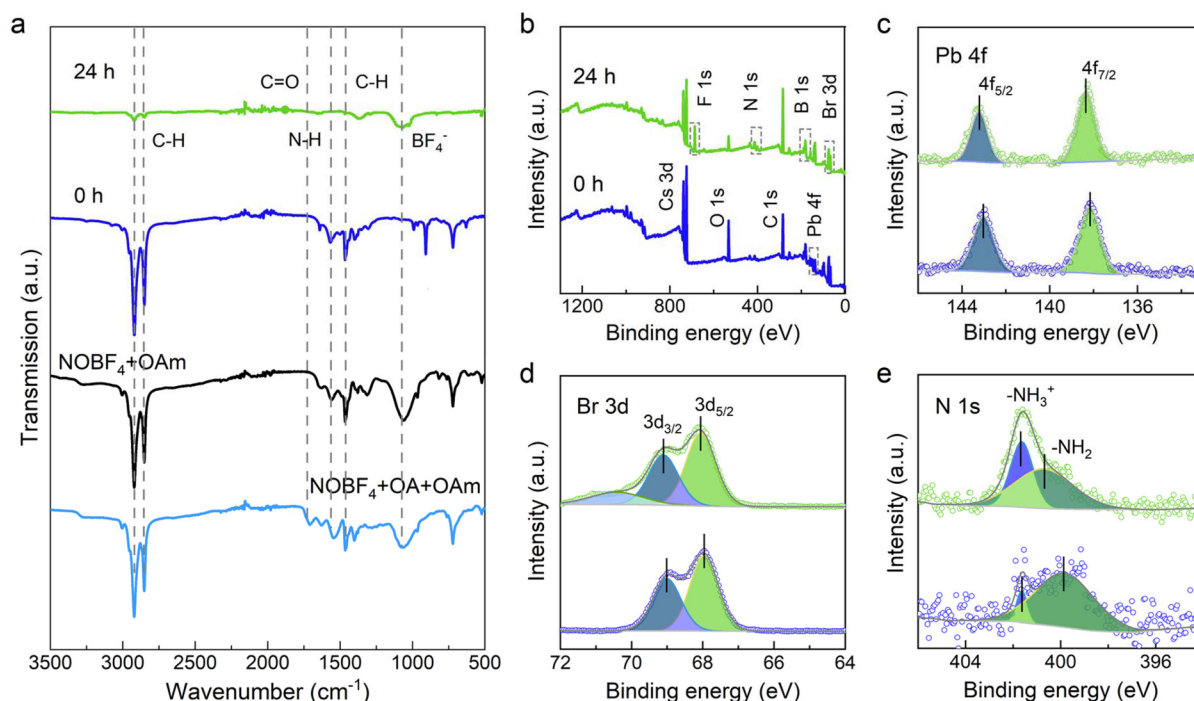 a
24 h
C=O
C-H
C-H
N-H
BF₄⁻
0 h
NOBF₄+OAm
NOBF₄+OA+OAm
Transmission (a.u.)
3500 3000 2500 2000 1500 1000 500
Wavenumber (cm⁻¹)
b
24 h
F 1s
N 1s
B 1s
Br 3d
0 h
Cs 3d
O 1s
C 1s
Pb 4f
Intensity (a.u.)
1200 800 400 0
Binding energy (eV)
c
Pb 4f
4f₅/₂
4f₇/₂
Intensity (a.u.)
144 140 136
Binding energy (eV)
d
Br 3d
3d₃/₂
3d₅/₂
Intensity (a.u.)
72 70 68 66 64
Binding energy (eV)
e
N 1s
-NH₃⁺
-NH₂
Intensity (a.u.)
404 400 396
Binding energy (eV)